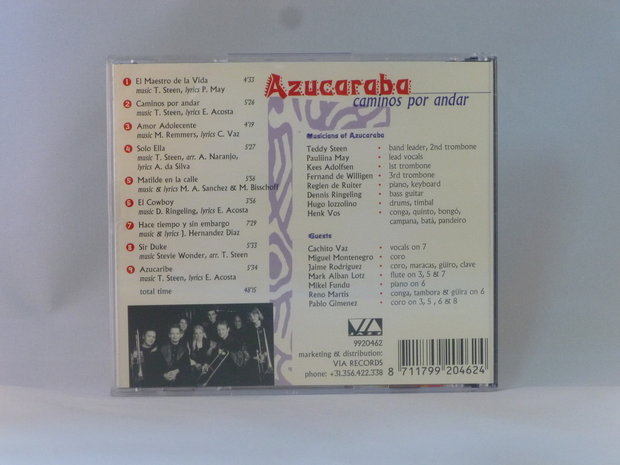 1 El Maestro de la Vida 4'33
music T. Steen, lyrics P. May
2 Caminos por andar 5'26
music T. Steen, lyrics E. Acosta
3 Amor Adolecente 4'19
music M. Remmers, lyrics C. Vaz
4 Solo Ella 5'27
music T. Steen, arr. A. Naranjo,
lyrics A. da Silva
5 Matilde en la calle 5'36
music & lyrics M. A. Sanchez & M. Bisschoff
6 El Cowboy 3'56
music D. Ringeling, lyrics E. Acosta
7 Hace tiempo y sin embargo 7'29
music & lyrics J. Hernandez Diaz
8 Sir Duke 5'33
music Stevie Wonder, arr. T. Steen
9 Azucaribe 5'34
music T. Steen, lyrics E. Acosta
total time 48'15
Azucaraba
caminos por andar
Musicians of Azucaraba
Teddy Steen • band leader, 2nd trombone
Pauliina May • lead vocals
Kees Adolfsen • 1st trombone
Fernand de Willigen • 3rd trombone
Regien de Ruiter • piano, keyboard
Dennis Ringeling • bass guitar
Hugo Iozzolino • drums, timbal
Henk Vos • conga, quinto, bongó,
campana, batá, pandeiro
Guests
Cachito Vaz • vocals on 7
Miguel Montenegro • coro
Jaime Rodriguez • coro, maracas, güiro, clave
Mark Alban Lotz • flute on 3, 5 & 7
Mikel Fundu • piano on 6
Reno Martis • conga, tambora & güira on 6
Pablo Gimenez • coro on 3, 5 , 6 & 8
VIA
JAZZ
9920462
marketing & distribution:
VIA RECORDS
phone: +31.356.422.338
8 711799 204624